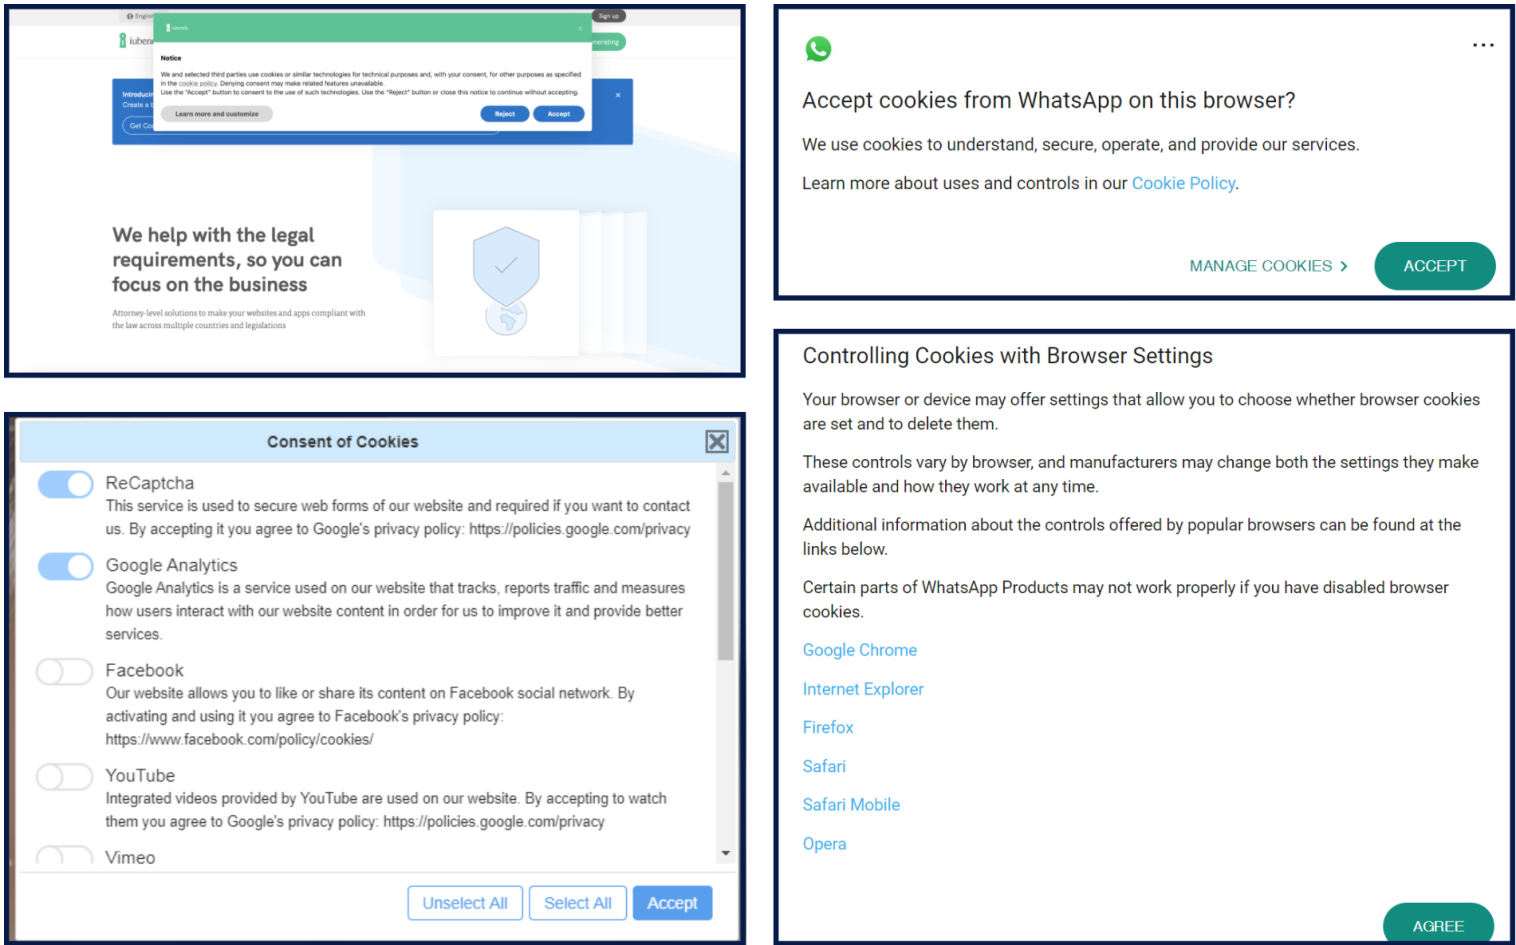 English
Sign up
iubenda
×
iuben
nerating
Notice
We and selected third parties use cookies or similar technologies for technical purposes and, with your consent, for other purposes as specified
in the cookie policy. Denying consent may make related features unavailable.
Use the "Accept" button to consent to the use of such technologies. Use the "Reject" button or close this notice to continue without accepting.
Introducin
×
Create a
Learn more and customize
Reject
Accept
Get Co
We help with the legal
requirements, so you can
focus on the business
Attorney-level solutions to make your websites and apps compliant with
the law across multiple countries and legislations
Accept cookies from WhatsApp on this browser?
We use cookies to understand, secure, operate, and provide our services.
Learn more about uses and controls in our Cookie Policy.
MANAGE COOKIES >
ACCEPT
Consent of Cookies
ReCaptcha
This service is used to secure web forms of our website and required if you want to contact
us. By accepting it you agree to Google's privacy policy: https://policies.google.com/privacy
Google Analytics
Google Analytics is a service used on our website that tracks, reports traffic and measures
how users interact with our website content in order for us to improve it and provide better
services.
Facebook
Our website allows you to like or share its content on Facebook social network. By
activating and using it you agree to Facebook's privacy policy:
https://www.facebook.com/policy/cookies/
YouTube
Integrated videos provided by YouTube are used on our website. By accepting to watch
them you agree to Google's privacy policy: https://policies.google.com/privacy
Vimeo
Unselect All
Select All
Accept
Controlling Cookies with Browser Settings
Your browser or device may offer settings that allow you to choose whether browser cookies
are set and to delete them.
These controls vary by browser, and manufacturers may change both the settings they make
available and how they work at any time.
Additional information about the controls offered by popular browsers can be found at the
links below.
Certain parts of WhatsApp Products may not work properly if you have disabled browser
cookies.
Google Chrome
Internet Explorer
Firefox
Safari
Safari Mobile
Opera
AGREE